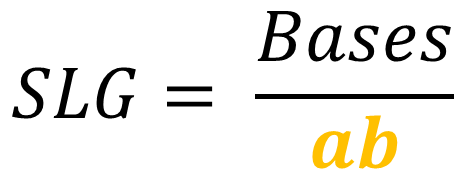 SLG = Bases
ab